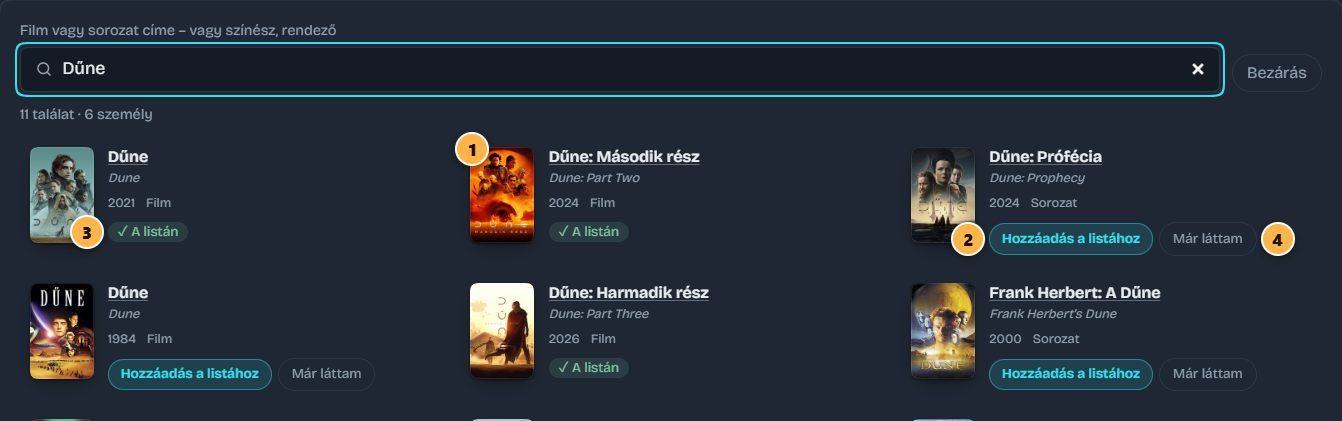 Film vagy sorozat címe – vagy színész, rendező
Dűne
Bezárás
11 találat · 6 személy
1
Dűne
Dune
2021 Film
3
✓ A listán
Dűne: Második rész
Dune: Part Two
2024 Film
✓ A listán
Dűne: Prófécia
Dune: Prophecy
2024 Sorozat
2
Hozzáadás a listához
Már láttam
4
DŰNE
Dűne
Dune
1984 Film
Hozzáadás a listához
Már láttam
Dűne: Harmadik rész
Dune: Part Three
2026 Film
✓ A listán
Frank Herbert: A Dűne
Frank Herbert's Dune
2000 Sorozat
DUNE
Hozzáadás a listához
Már láttam